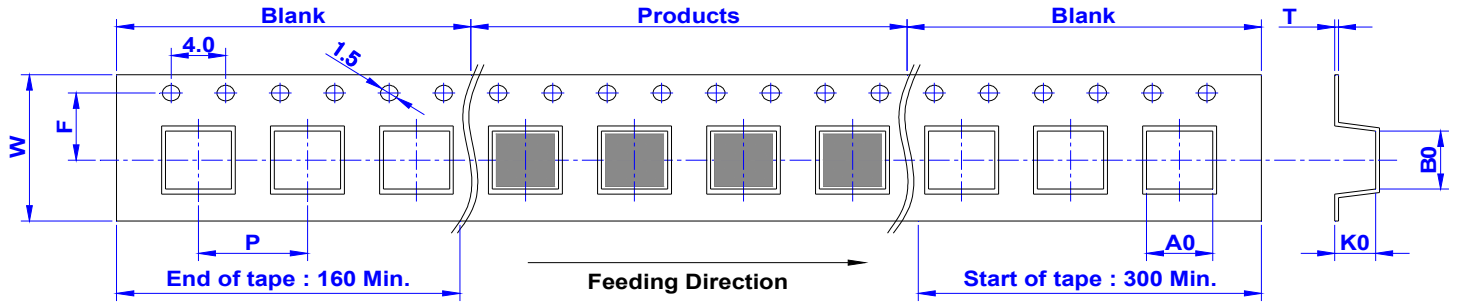 Blank Products Blank T
4.0
1.5
F
W
B0
P
A0
K0
End of tape : 160 Min.
Feeding Direction
Start of tape : 300 Min.